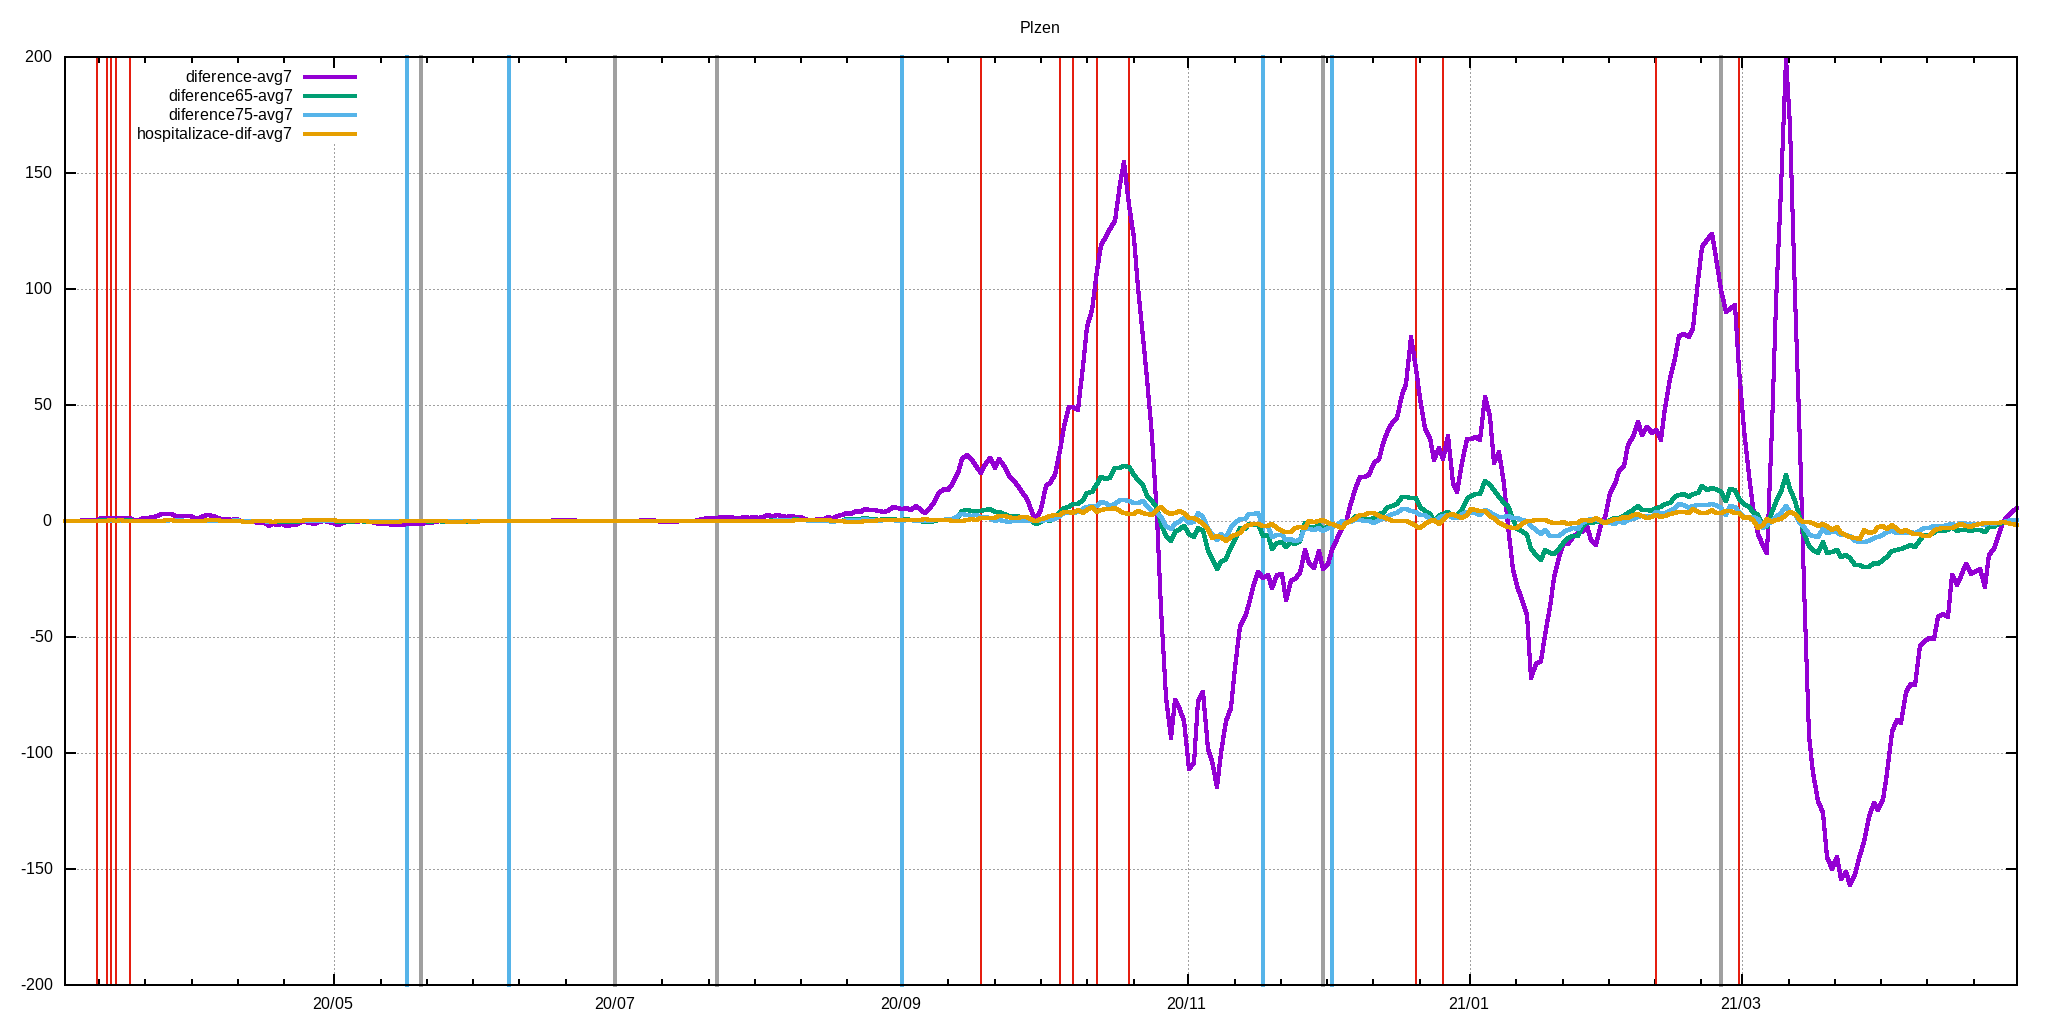 Plzen
200
150
100
50
0
-50
-100
-150
-200
diference-avg7
diference65-avg7
diference75-avg7
hospitalizace-dif-avg7
20/05 20/07 20/09 20/11 21/01 21/03